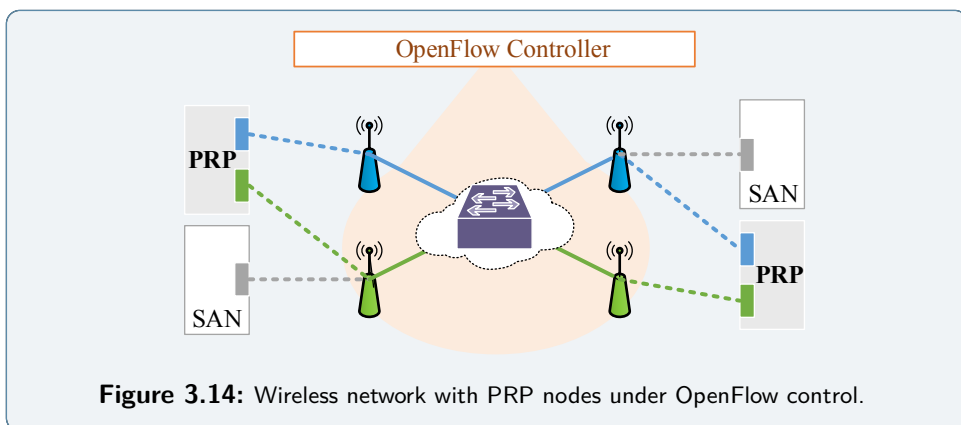 OpenFlow Controller
PRP
SAN
SAN
PRP
Figure 3.14: Wireless network with PRP nodes under OpenFlow control.